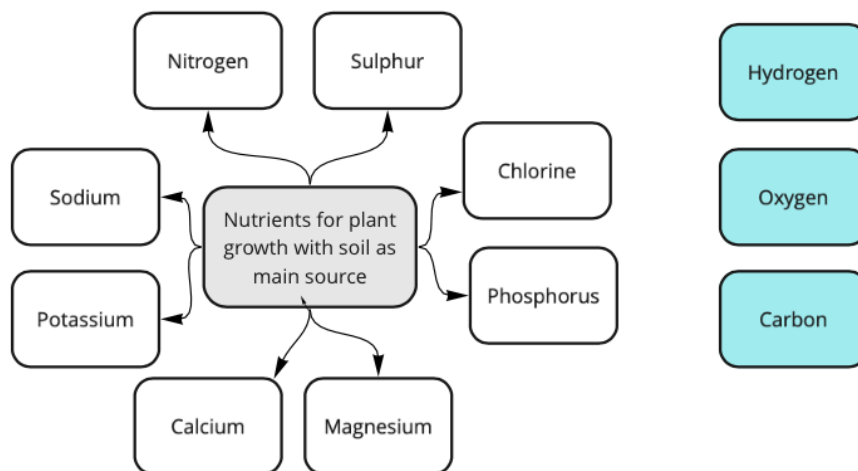 Nitrogen
Sulphur
Hydrogen
Chlorine
Sodium
Oxygen
Nutrients for plant
growth with soil as
main source
Phosphorus
Potassium
Carbon
Calcium
Magnesium